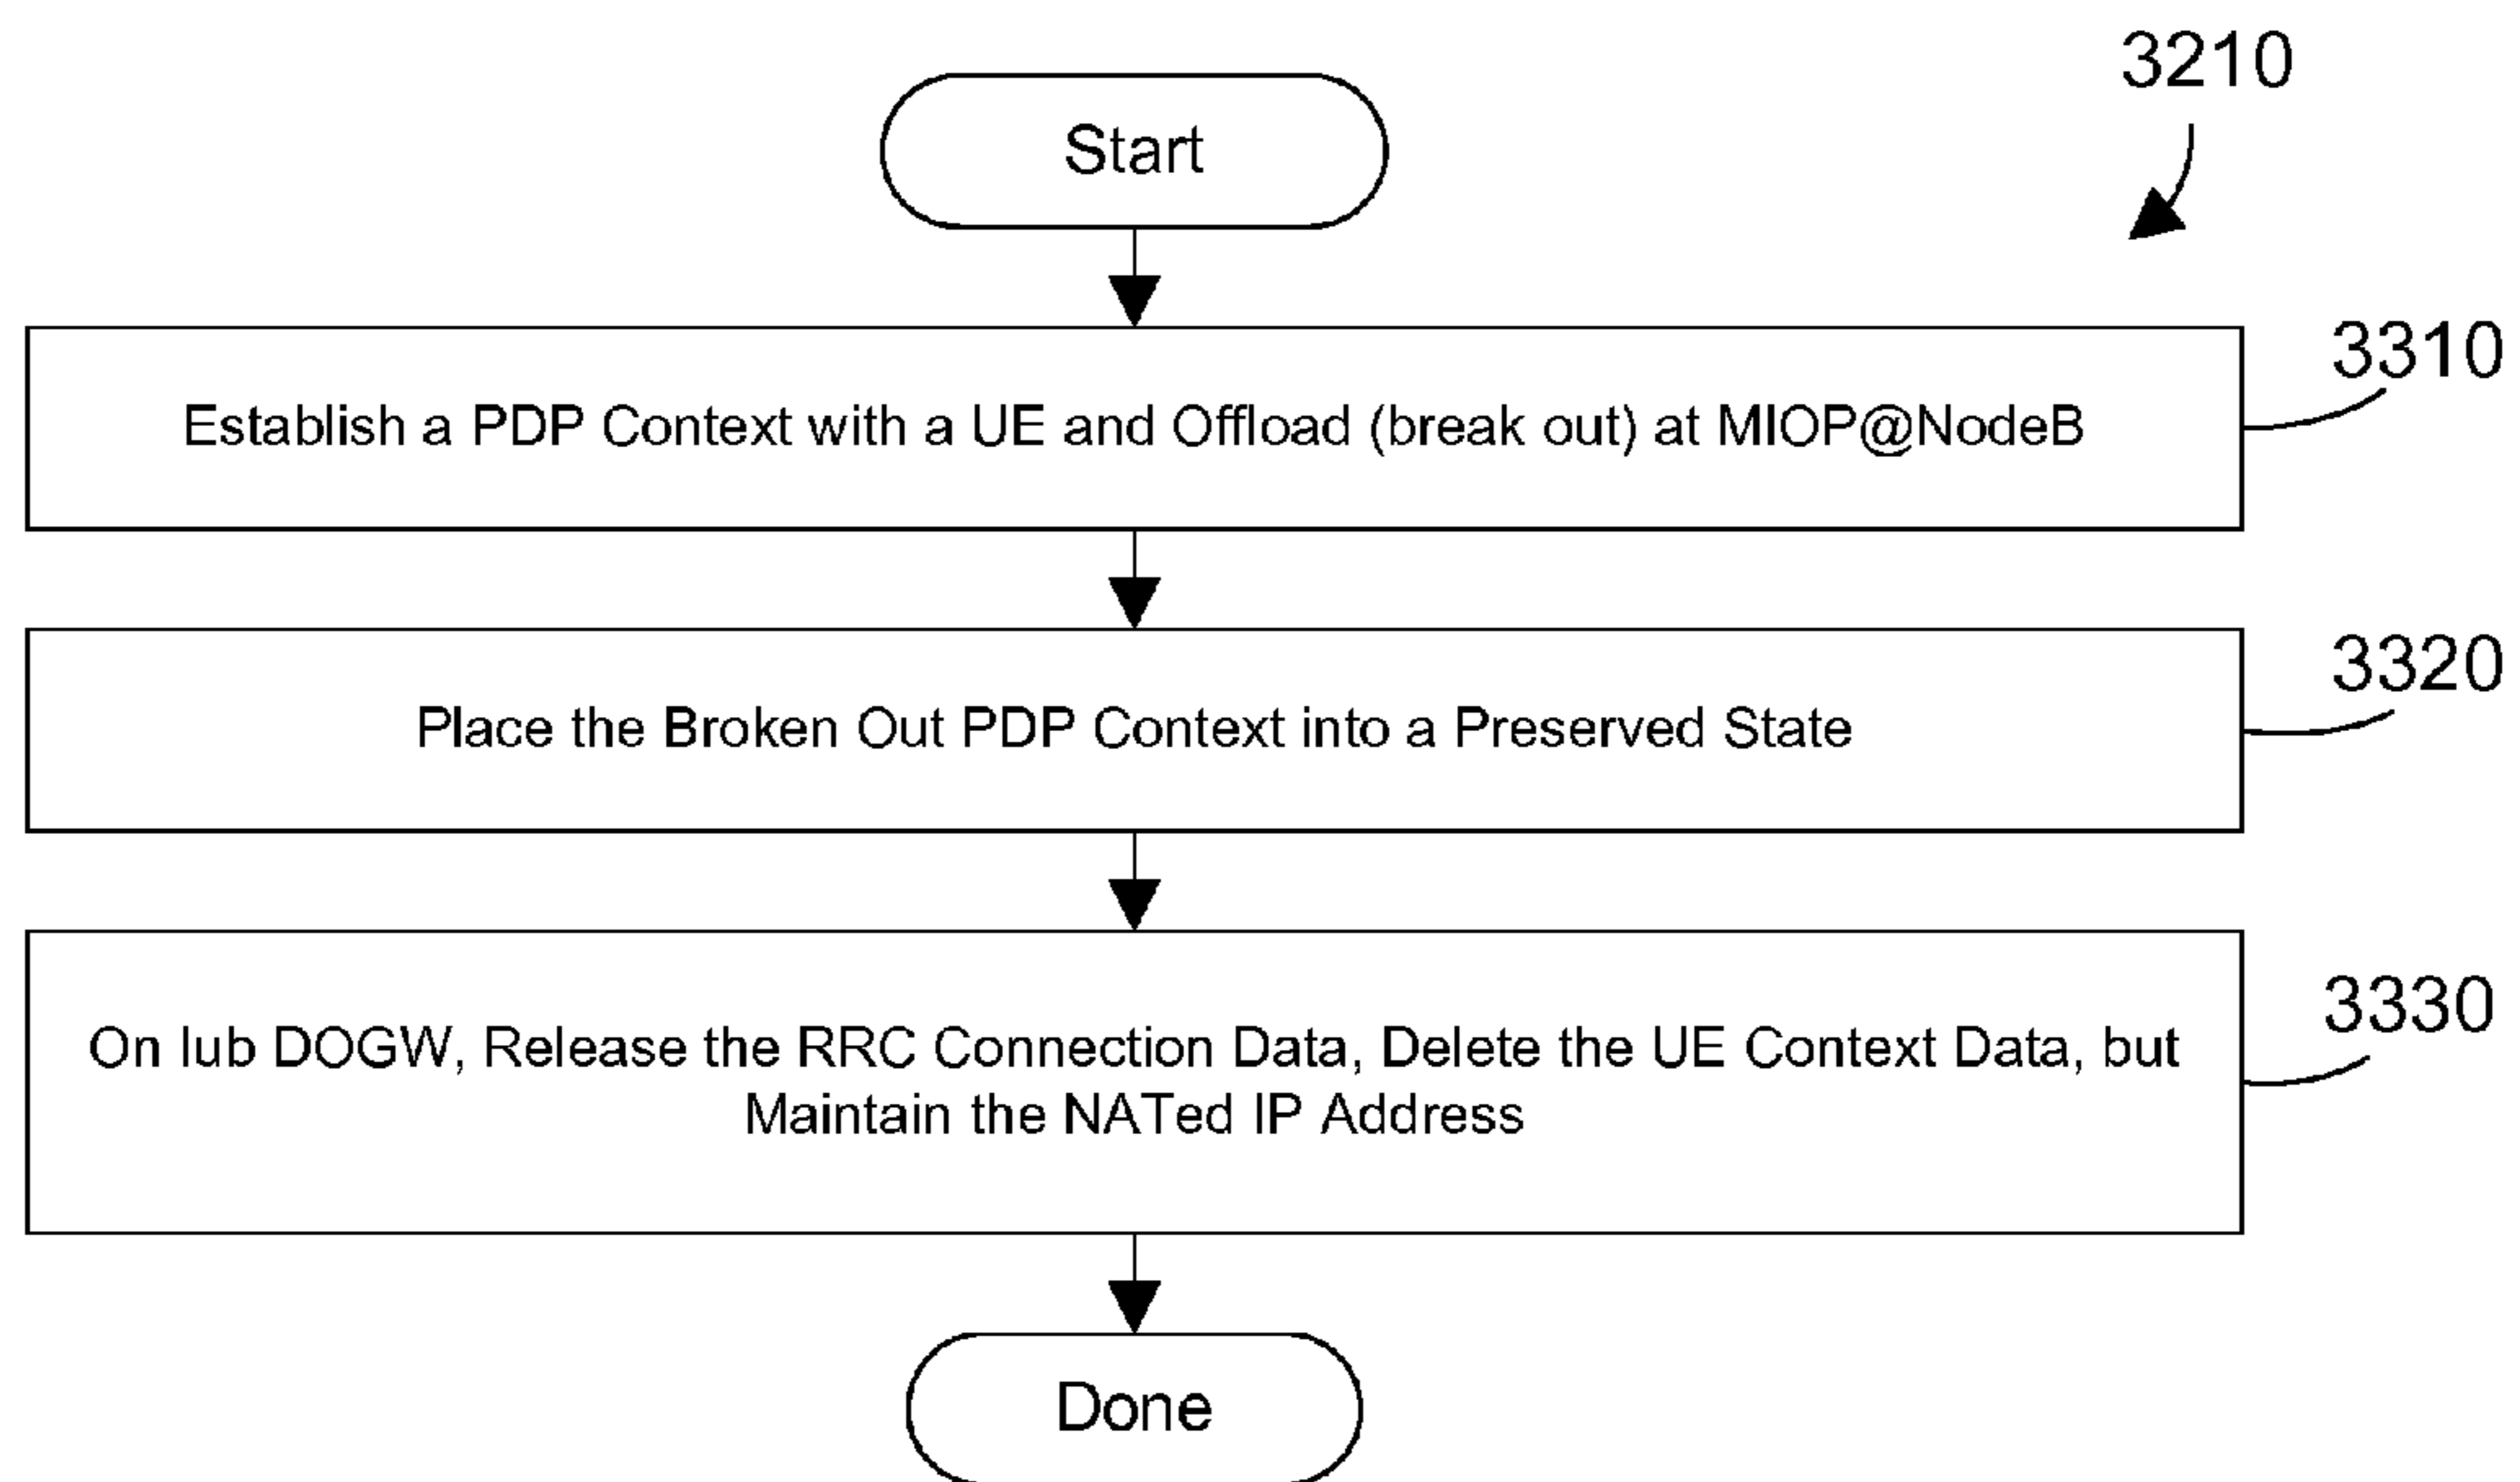 3210
Start
3310
Establish a PDP Context with a UE and Offload (break out) at MIOP@NodeB
3320
Place the Broken Out PDP Context into a Preserved State
3330
On Iub DOGW, Release the RRC Connection Data, Delete the UE Context Data, but
Maintain the NATed IP Address
Done